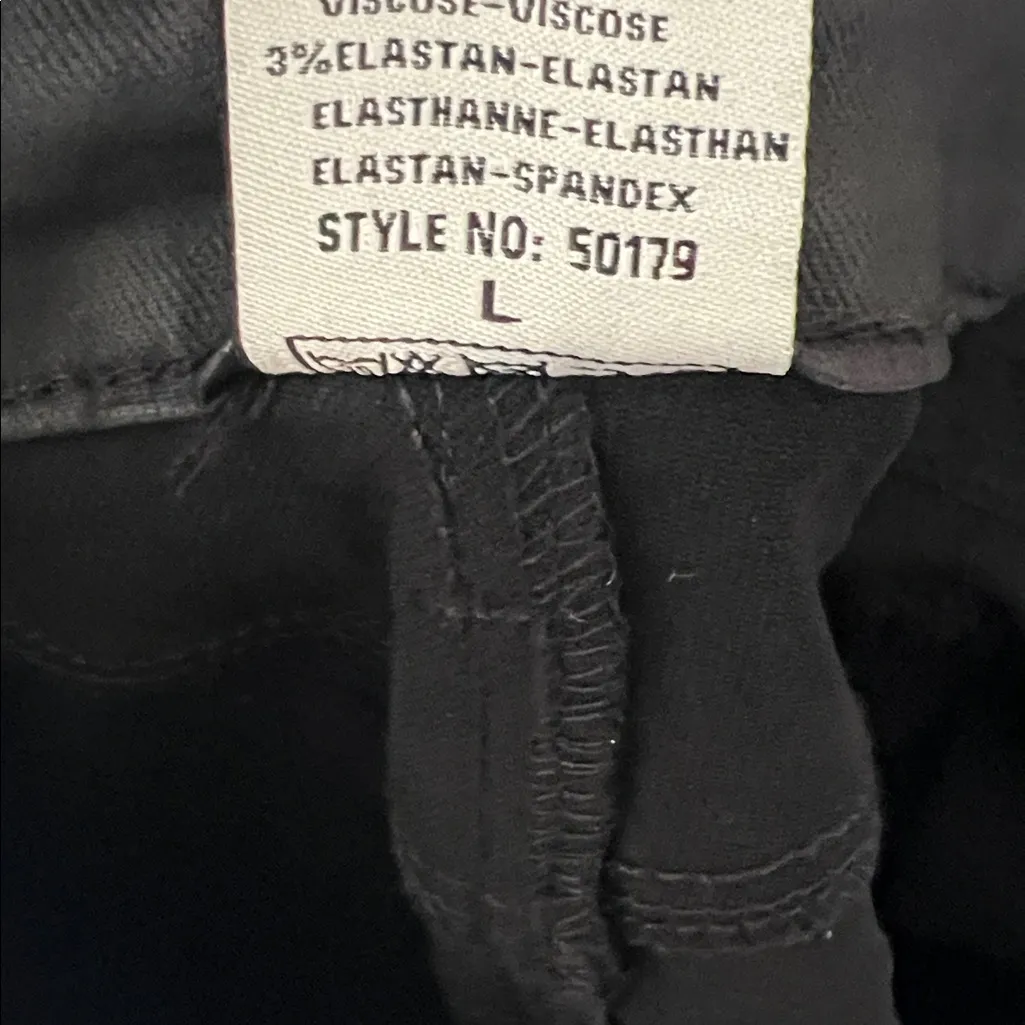 VISCOSE-VISCOSE
3%ELASTAN-ELASTAN
ELASTHANNE-ELASTHAN
ELASTAN-SPANDEX
STYLE NO: 50179
L